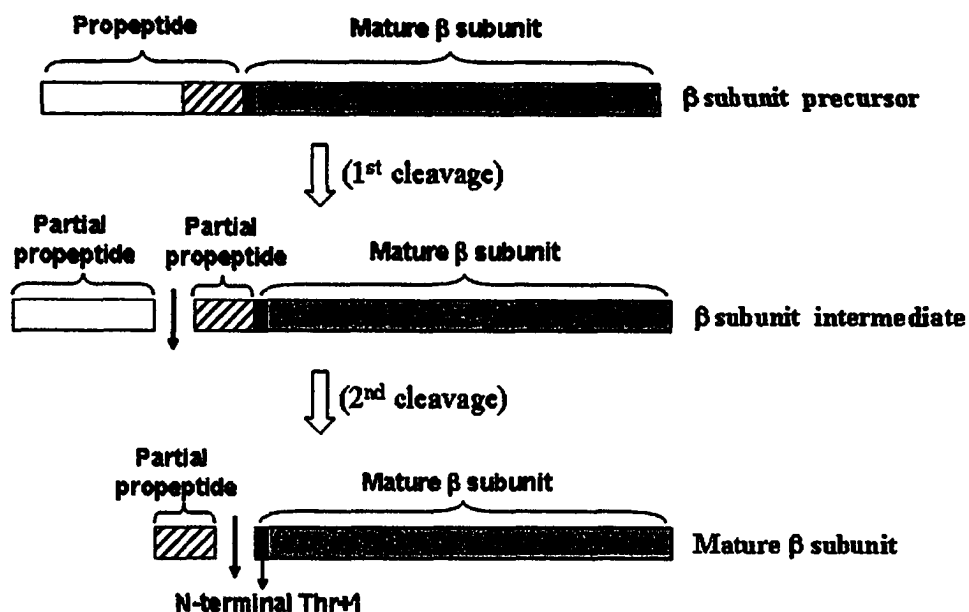 Propeptide
Mature β subunit
β subunit precursor
(1st cleavage)
Partial
propeptide
Partial
propeptide
Mature β subunit
β subunit intermediate
(2nd cleavage)
Partial
propeptide
Mature β subunit
Mature β subunit
N-terminal Thr+1